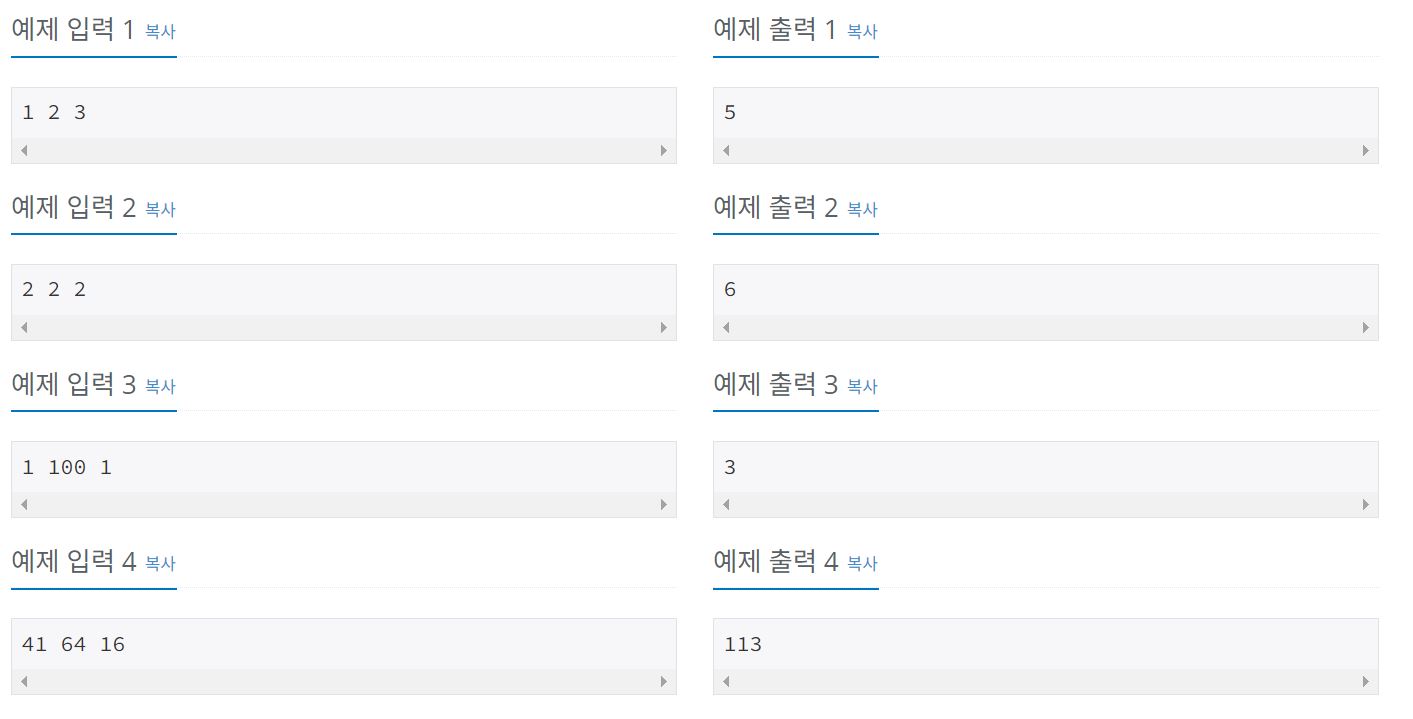 예제 입력 1 복사
예제 출력 1 복사
1 2 3
5
예제 입력 2 복사
예제 출력 2 복사
2 2 2
6
예제 입력 3 복사
예제 출력 3 복사
1 100 1
3
예제 입력 4 복사
예제 출력 4 복사
41 64 16
113